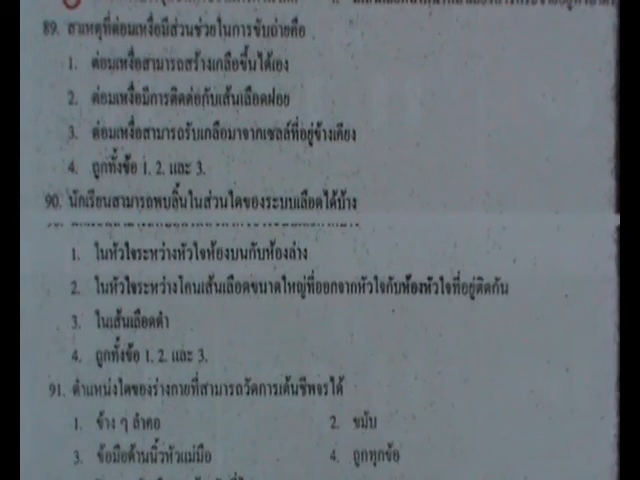 89. สาเหตุที่ต่อมเหงื่อมีส่วนช่วยในการขับถ่ายคือ
1. ต่อมเหงื่อสามารถสร้างเกลือขึ้นได้เอง
2. ต่อมเหงื่อมีการติดต่อกับเส้นเลือดฝอย
3. ต่อมเหงื่อสามารถรับเกลือมาจากเซลล์ที่อยู่ข้างเคียง
4. ถูกทั้งข้อ 1, 2, และ 3.
90. นักเรียนสามารถพบลิ้นในส่วนใดของระบบเลือดได้บ้าง
1. ในหัวใจระหว่างหัวใจห้องบนกับห้องล่าง
2. ในหัวใจระหว่างโคนเส้นเลือดขนาดใหญ่ที่ออกจากหัวใจกับห้องหัวใจที่อยู่ติดกัน
3. ในเส้นเลือดดำ
4. ถูกทั้งข้อ 1, 2, และ 3.
91. ตำแหน่งใดของร่างกายที่สามารถวัดการเต้นชีพจรได้
1. ข้าง ๆ ลำคอ 2. ขมับ
3. ข้อมือด้านนิ้วหัวแม่มือ 4. ถูกทุกข้อ